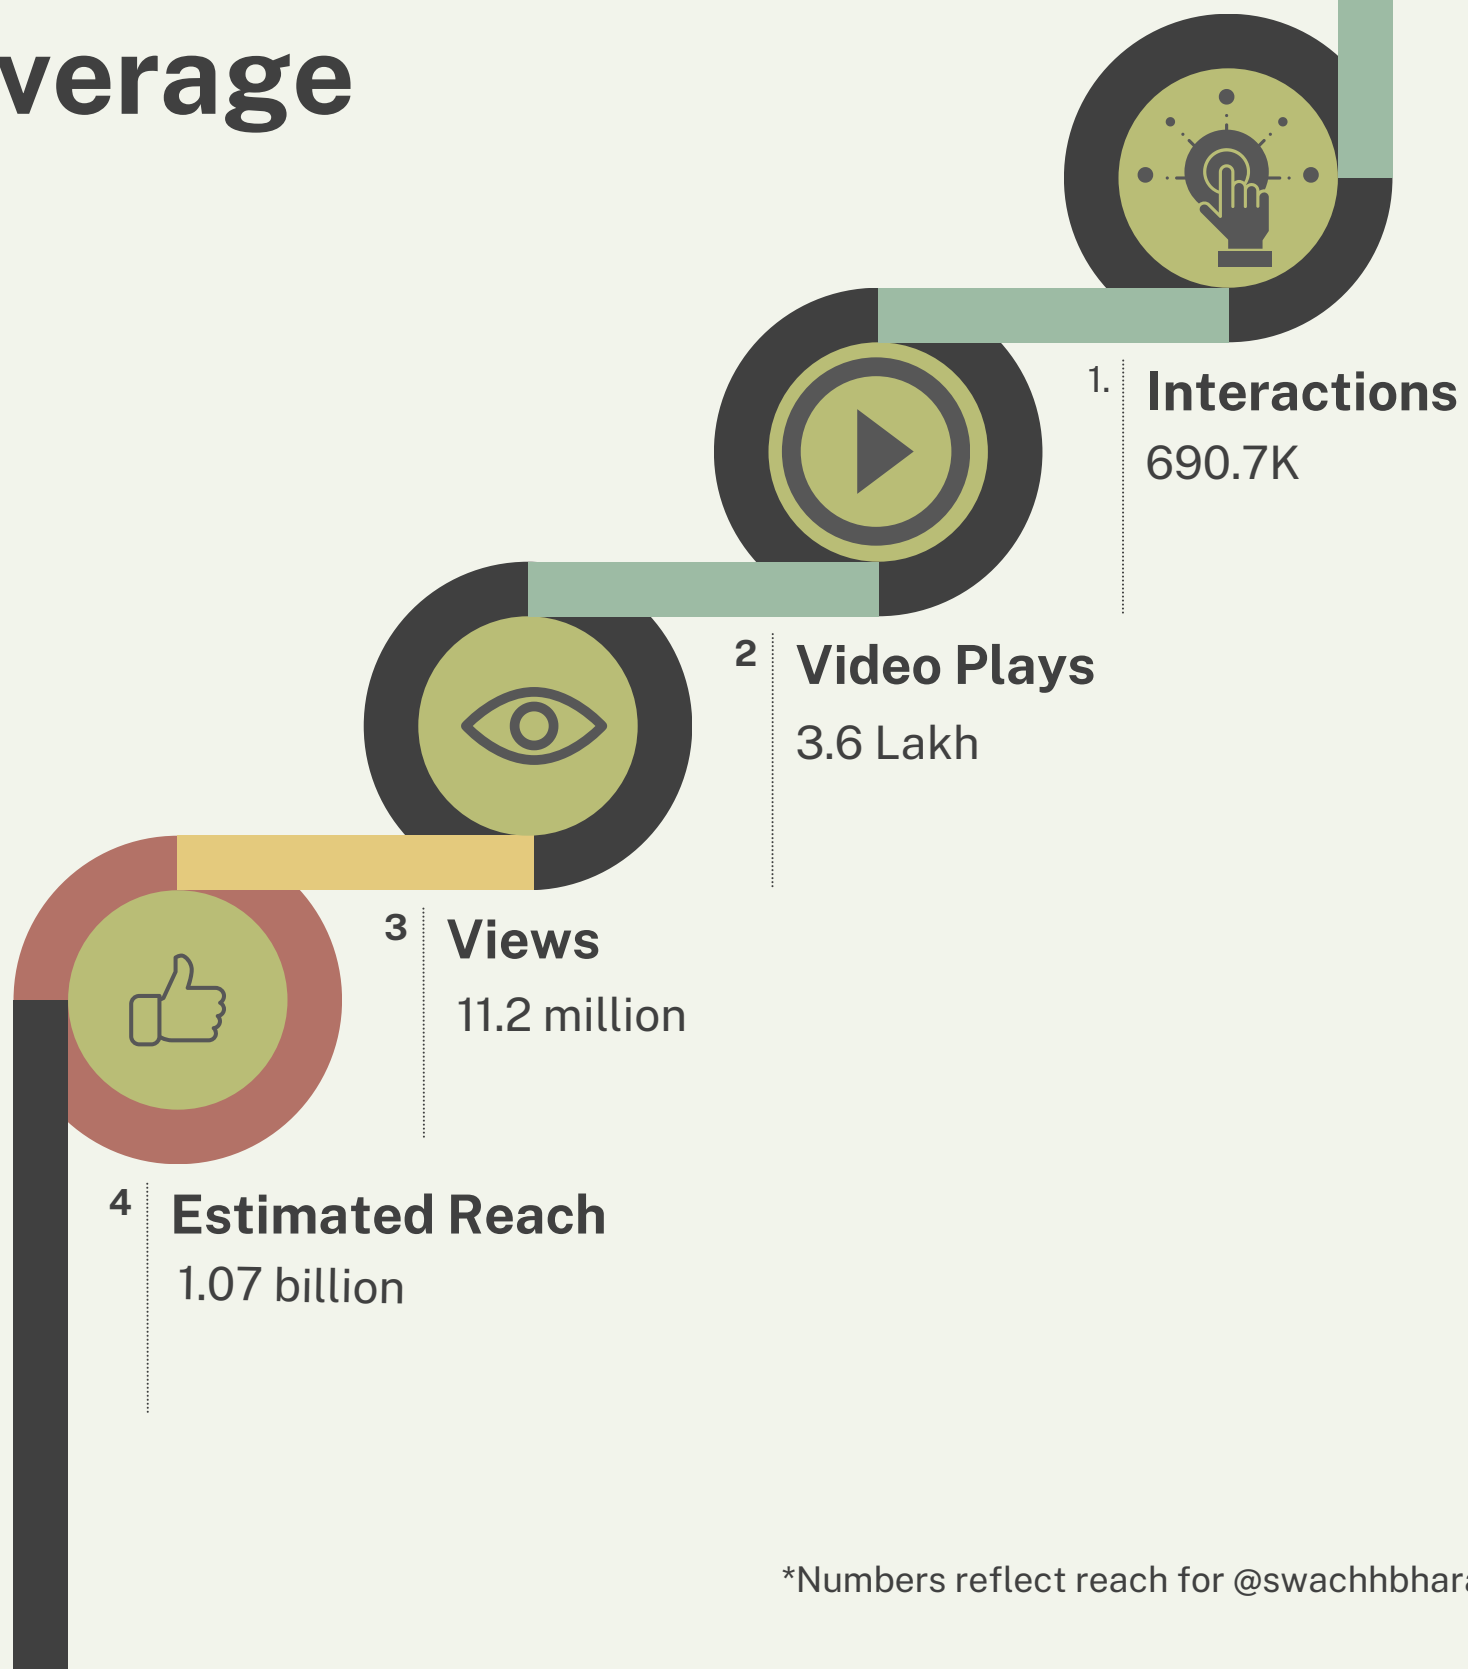 verage
1. Interactions
690.7K
2 Video Plays
3.6 Lakh
3 Views
11.2 million
4 Estimated Reach
1.07 billion
*Numbers reflect reach for @swachhbhara